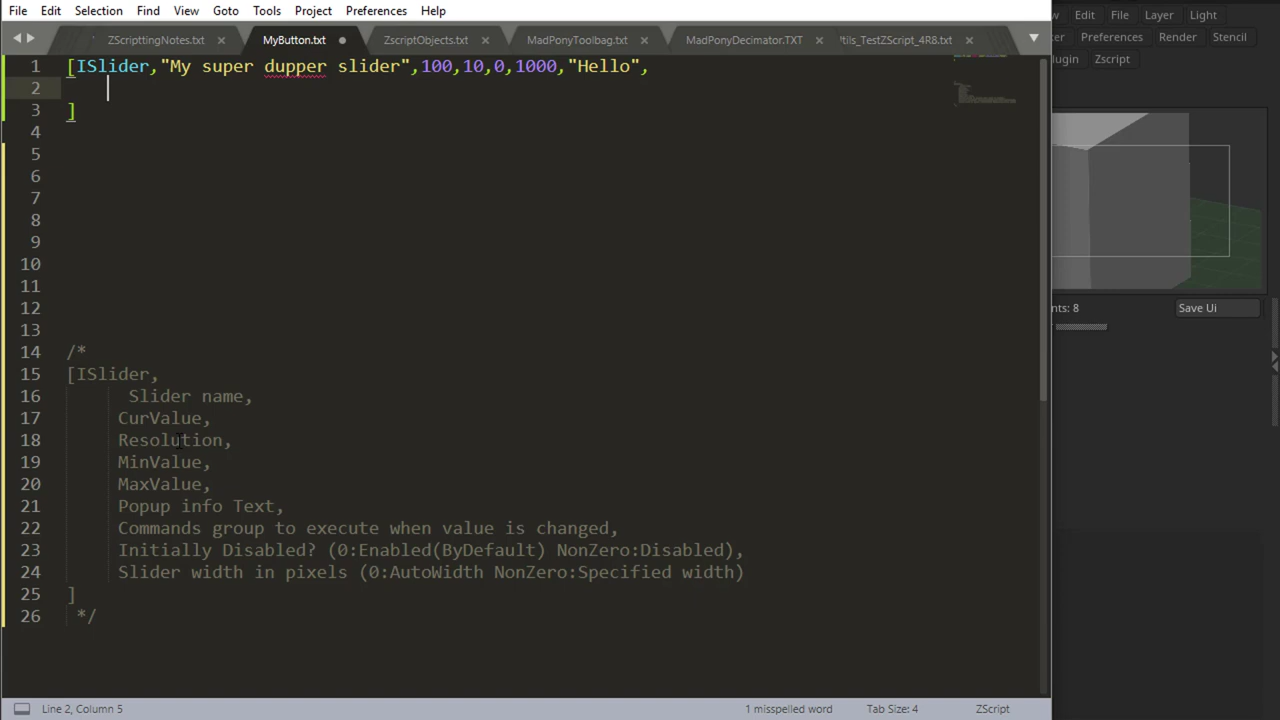 File Edit Selection Find View Goto Tools Project Preferences Help
Edit File Layer Light
Preferences Render Stencil
Zscript
ZScripttingNotes.txt MyButton.txt ZscriptObjects.txt MadPonyToolbag.txt MadPonyDecimator.TXT tils_TestZScript_4R8.txt
1 [ISlider,"My super dupper slider",100,10,0,1000,"Hello",
2
3 ]
4
5
6
7
8
9
10
11
12
13
14 /*
15 [ISlider,
16 Slider name,
17 CurValue,
18 Resolution,
19 MinValue,
20 MaxValue,
21 Popup info Text,
22 Commands group to execute when value is changed,
23 Initially Disabled? (0:Enabled(ByDefault) NonZero:Disabled),
24 Slider width in pixels (0:AutoWidth NonZero:Specified width)
25 ]
26 */
nts: 8 Save Ui
Line 2, Column 5 1 misspelled word Tab Size: 4 ZScript